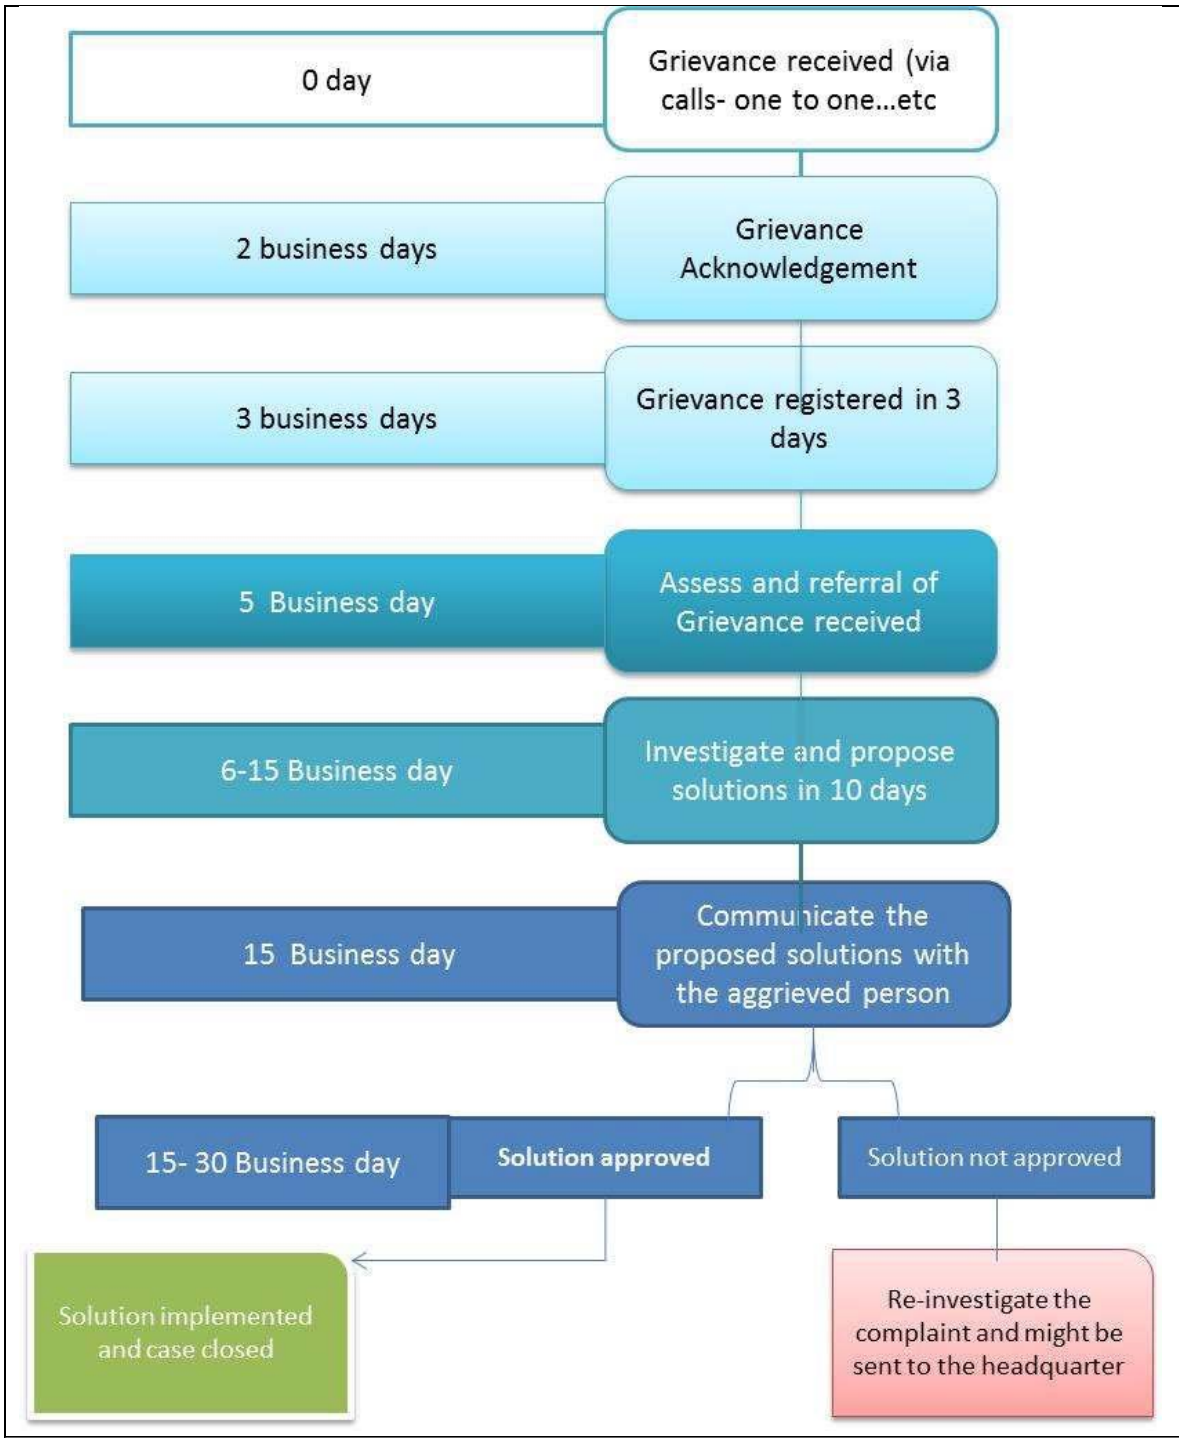 0 day
Grievance received (via
calls- one to one...etc
2 business days
Grievance
Acknowledgement
3 business days
Grievance registered in 3
days
5 Business day
Assess and referral of
Grievance received
6-15 Business day
Investigate and propose
solutions in 10 days
15 Business day
Communicate the
proposed solutions with
the aggrieved person
15- 30 Business day
Solution approved
Solution not approved
Solution implemented
and case closed
Re-investigate the
complaint and might be
sent to the headquarter